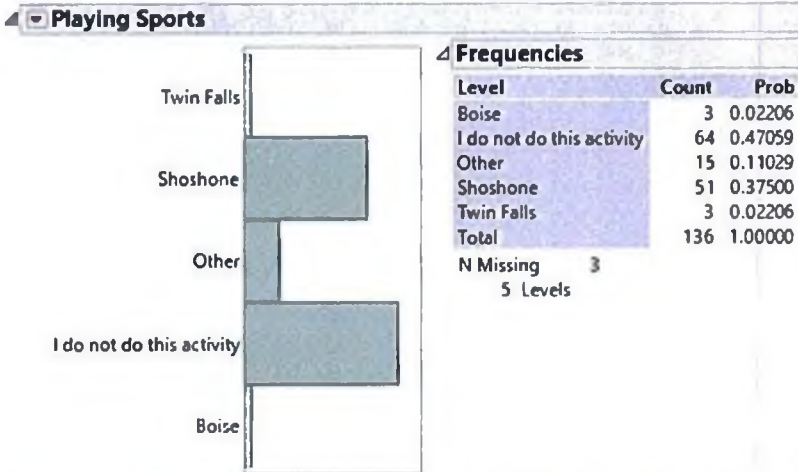 Playing Sports
Twin Falls
Shoshone
Other
I do not do this activity
Boise
Frequencies
Level Count Prob
Boise 3 0.02206
I do not do this activity 64 0.47059
Other 15 0.11029
Shoshone 51 0.37500
Twin Falls 3 0.02206
Total 136 1.00000
N Missing 3
5 Levels